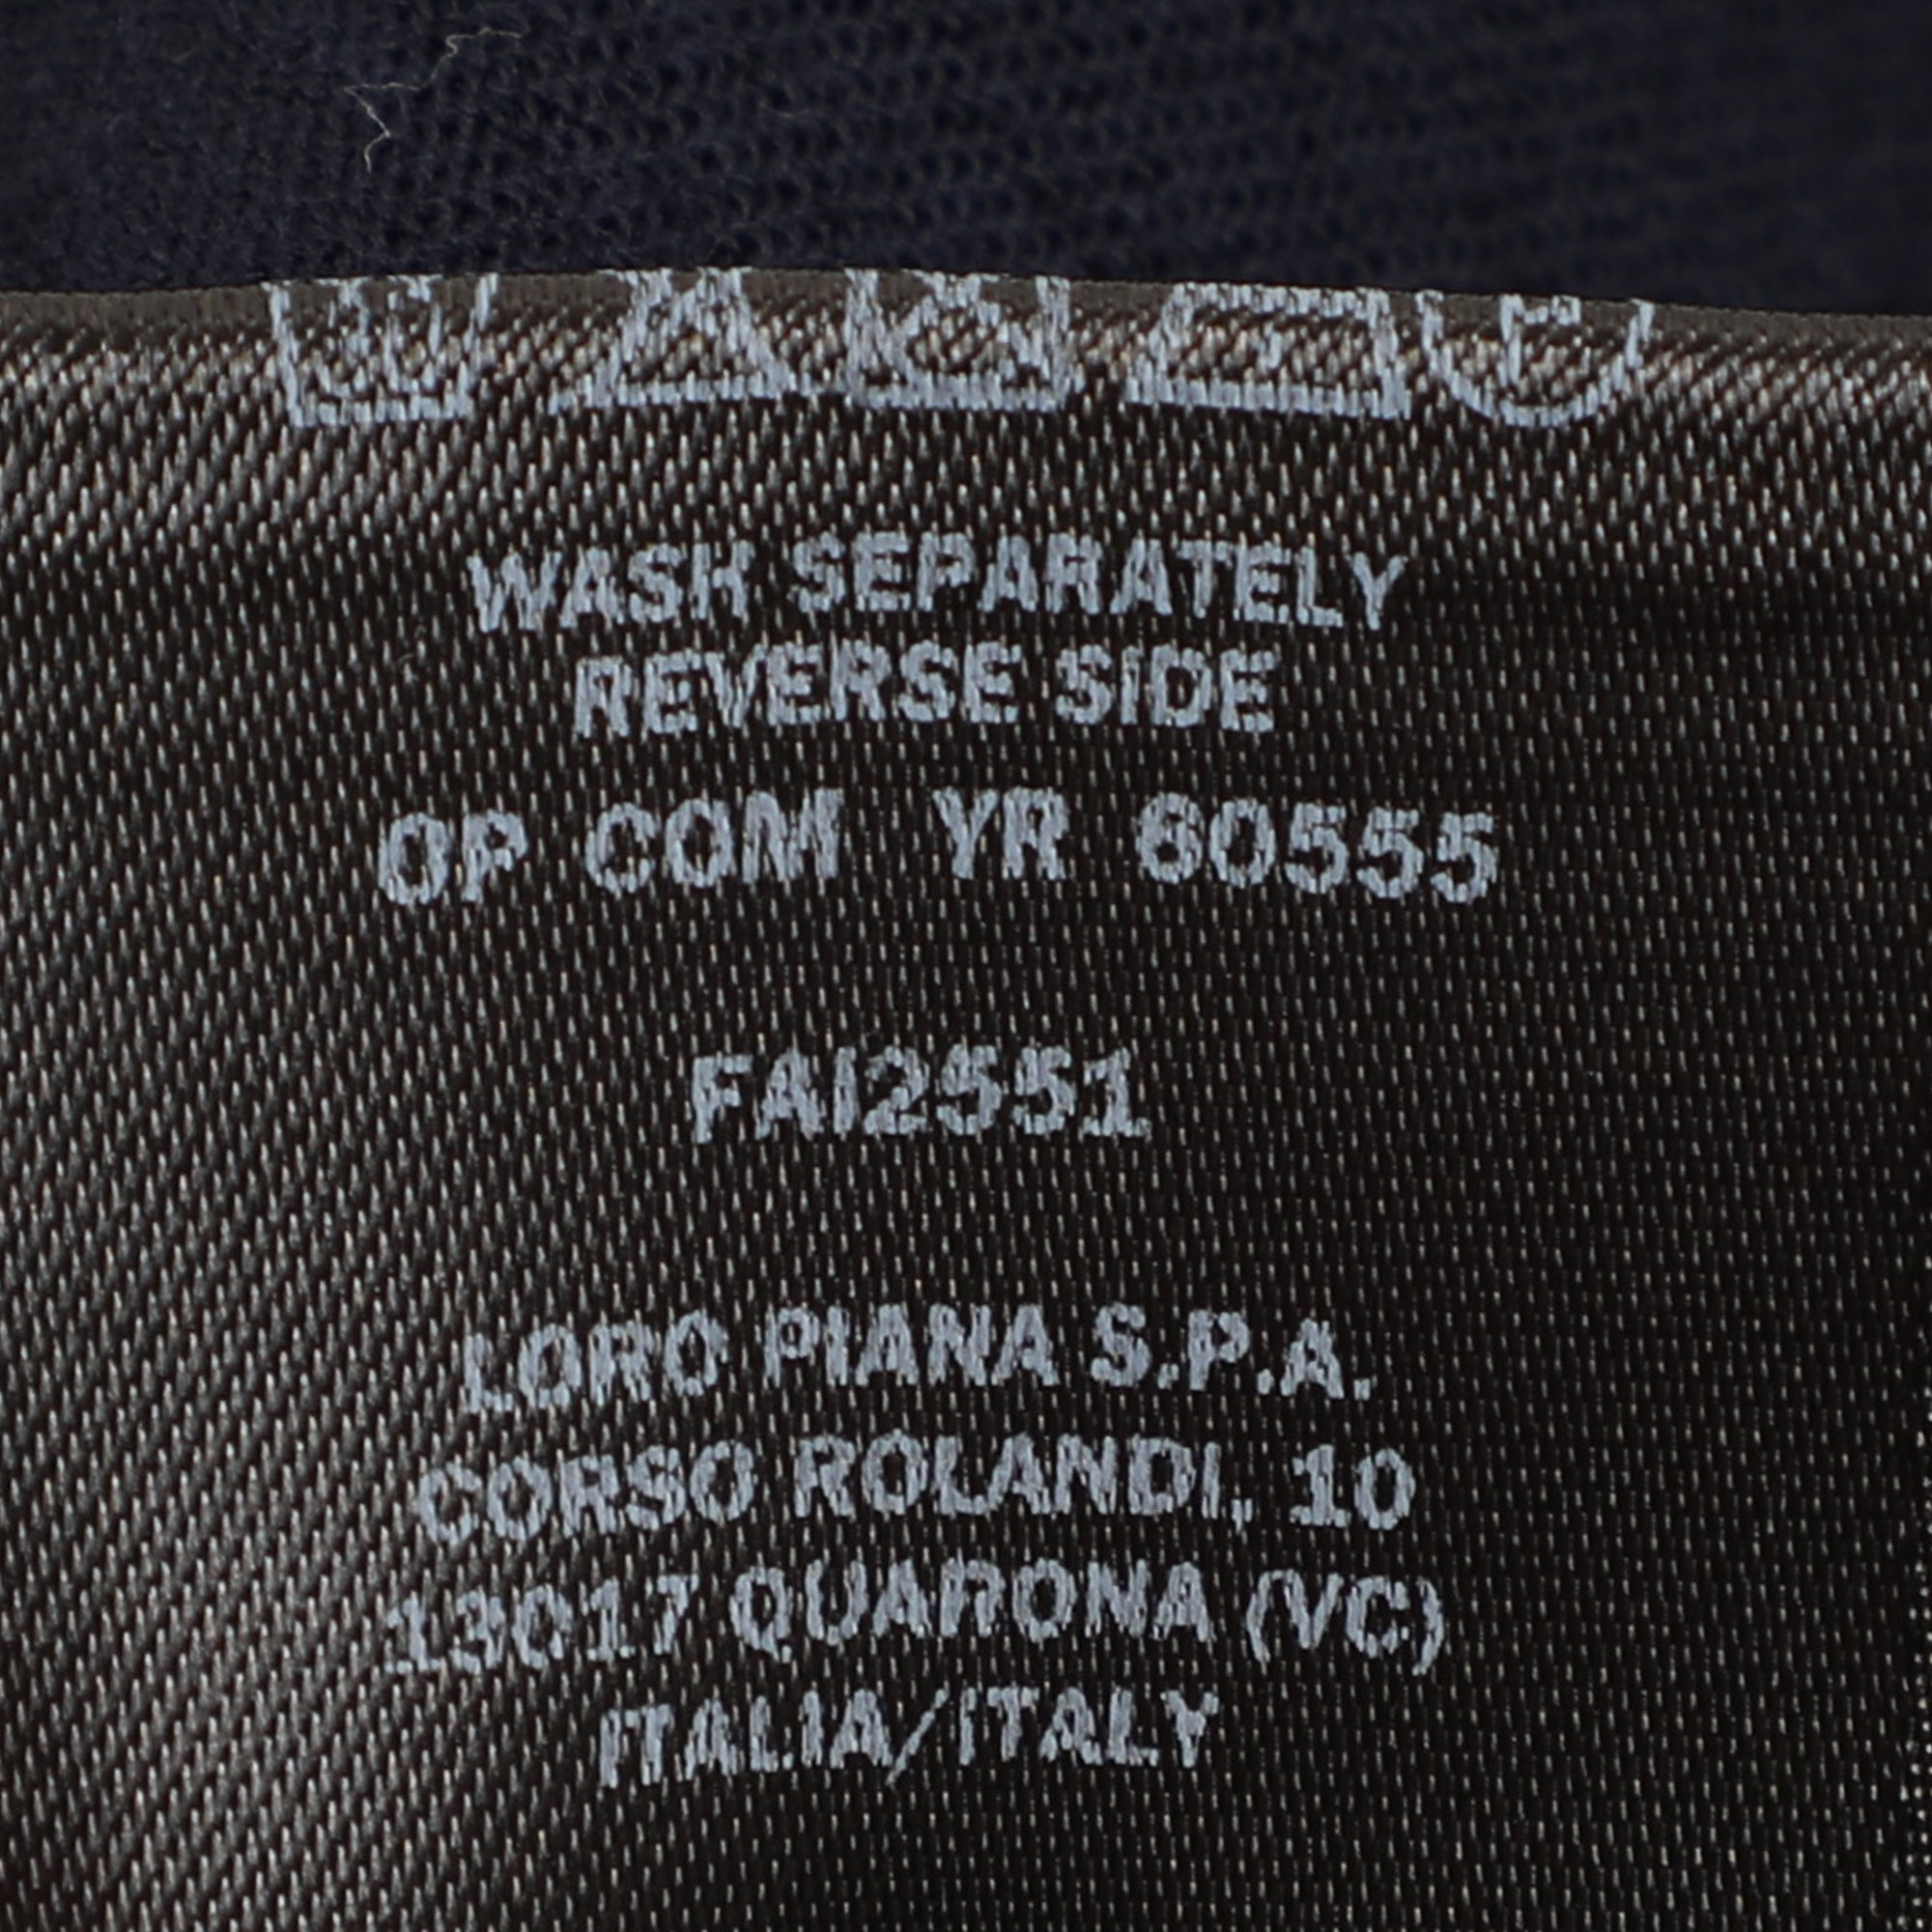 WASH SEPARATELY
REVERSE SIDE
OP COM YR 60555
FAI2551
LORO PIANA S.P.A.
CORSO ROLANDI, 10
13017 QUARONA (VC)
ITALIA/ITALY